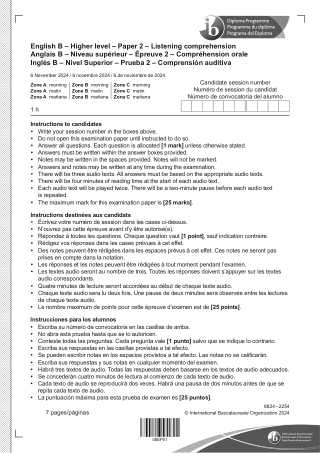 Diploma Programme
Programme du diplôme
Programa del Diploma
English B – Higher level – Paper 2 – Listening comprehension
Anglais B – Niveau supérieur – Épreuve 2 – Compréhension orale
Inglés B – Nivel Superior – Prueba 2 – Comprensión auditiva
6 November 2024 / 6 novembre 2024 / 6 de noviembre de 2024
Zone A morning Zone B morning Zone C morning
Zone A matin Zone B matin Zone C matin
Zona A mañana Zona B mañana Zona C mañana
Candidate session number
Numéro de session du candidat
Número de convocatoria del alumno
1 h
Instructions to candidates
• Write your session number in the boxes above.
• Do not open this examination paper until instructed to do so.
• Answer all questions. Each question is allocated [1 mark] unless otherwise stated.
• Answers must be written within the answer boxes provided.
• Notes may be written in the spaces provided. Notes will not be marked.
• Answers and notes may be written at any time during the examination.
• There will be three audio texts. All answers must be based on the appropriate audio texts.
• There will be four minutes of reading time at the start of each audio text.
• Each audio text will be played twice. There will be a two-minute pause before each audio text
is repeated.
• The maximum mark for this examination paper is [25 marks].
Instructions destinées aux candidats
• Écrivez votre numéro de session dans les cases ci-dessus.
• N'ouvrez pas cette épreuve avant d'y être autorisé(e).
• Répondez à toutes les questions. Chaque question vaut [1 point], sauf indication contraire.
• Rédigez vos réponses dans les cases prévues à cet effet.
• Des notes peuvent être rédigées dans les espaces prévus à cet effet. Ces notes ne seront pas
prises en compte dans la notation.
• Les réponses et les notes peuvent être rédigées à tout moment pendant l'examen.
• Les textes audio seront au nombre de trois. Toutes les réponses doivent s'appuyer sur les textes
audio correspondants.
• Quatre minutes de lecture seront accordées au début de chaque texte audio.
• Chaque texte audio sera lu deux fois. Une pause de deux minutes sera observée entre les lectures
de chaque texte audio.
• Le nombre maximum de points pour cette épreuve d'examen est de [25 points].
Instrucciones para los alumnos
• Escriba su número de convocatoria en las casillas de arriba.
• No abra esta prueba hasta que se lo autoricen.
• Conteste todas las preguntas. Cada pregunta vale [1 punto] salvo que se indique lo contrario.
• Escriba sus respuestas en las casillas provistas a tal efecto.
• Se pueden escribir notas en los espacios provistos a tal efecto. Las notas no se calificarán.
• Escriba sus respuestas y sus notas en cualquier momento del examen.
• Habrá tres textos de audio. Todas las respuestas deben basarse en los textos de audio adecuados.
• Se concederán cuatro minutos de lectura al comienzo de cada texto de audio.
• Cada texto de audio se reproducirá dos veces. Habrá una pausa de dos minutos antes de que se
repita cada texto de audio.
• La puntuación máxima para esta prueba de examen es [25 puntos].
8824 – 2254
7 pages/páginas
© International Baccalaureate Organization 2024